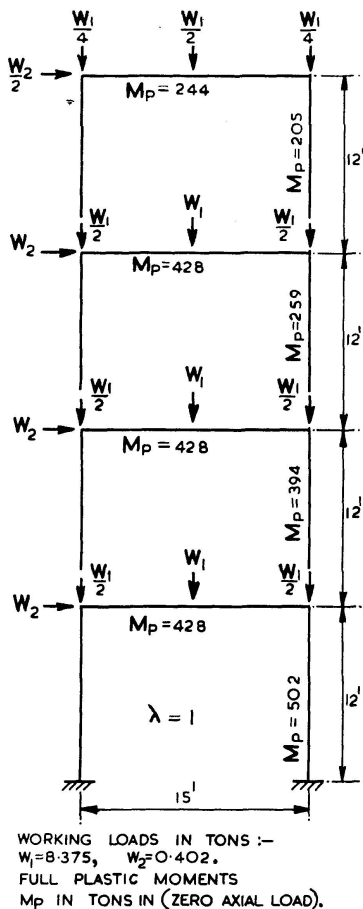 W₁/4 W₁/2 W₁/4
W₂/2
Mp=244
Mp=205
12'
W₁/2 W₁ W₁/2
W₂
Mp=428
Mp=259
12'
W₁/2 W₁ W₁/2
W₂
Mp=428
Mp=394
12'
W₁/2 W₁ W₁/2
W₂
Mp=428
λ=1
Mp=502
12'
15'
WORKING LOADS IN TONS :—
W₁=8·375, W₂=0·402.
FULL PLASTIC MOMENTS
Mp IN TONS IN (ZERO AXIAL LOAD).